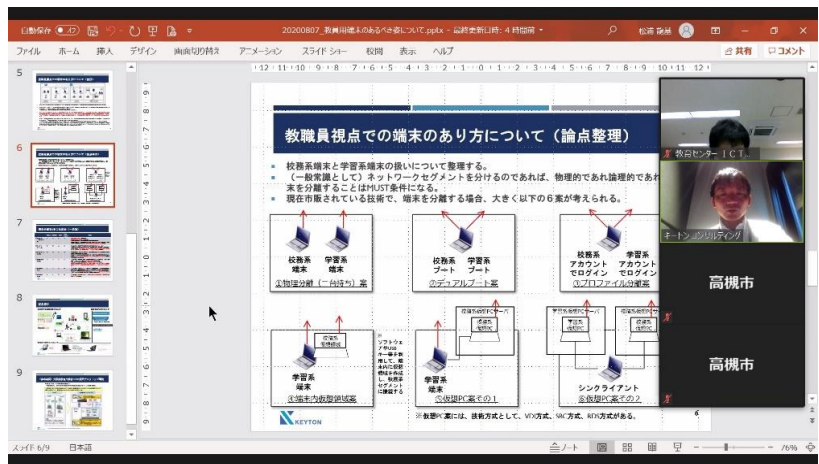 自動保存
20200807_教員用端末のあるべき姿について.pptx - 最終更新日時: 4 時間前
ファイル ホーム 挿入 デザイン 画面切り替え アニメーション スライド ショー 校閲 表示 ヘルプ
共有 コメント
5
6
7
8
9
教職員視点での端末のあり方について（論点整理）
校務系端末と学習系端末の扱いについて整理する。
（一般常識として）ネットワークセグメントを分けるのであれば、物理的であれ論理的であれ
末を分離することはMUST条件になる。
現在市販されている技術で、端末を分離する場合、大きく以下の６案が考えられる。
校務系 学習系
端末 端末
①物理分離（二台持ち）案
校務系 学習系
ブート ブート
②デュアルブート案
校務系 学習系
アカウント アカウント
でログイン でログイン
③プロファイル分離案
学習系
端末
④端末内仮想領域案
学習系
端末
⑤仮想PC案その１
シンクライアント
⑥仮想PC案その２
KEYTON
※仮想PC案には、技術方式として、VDI方式、SBC方式、RDS方式がある。
6
教育センター ＩＣＴ
キートンコンサルティング
高槻市
高槻市
スライド 6/9 日本語
ノート
76%